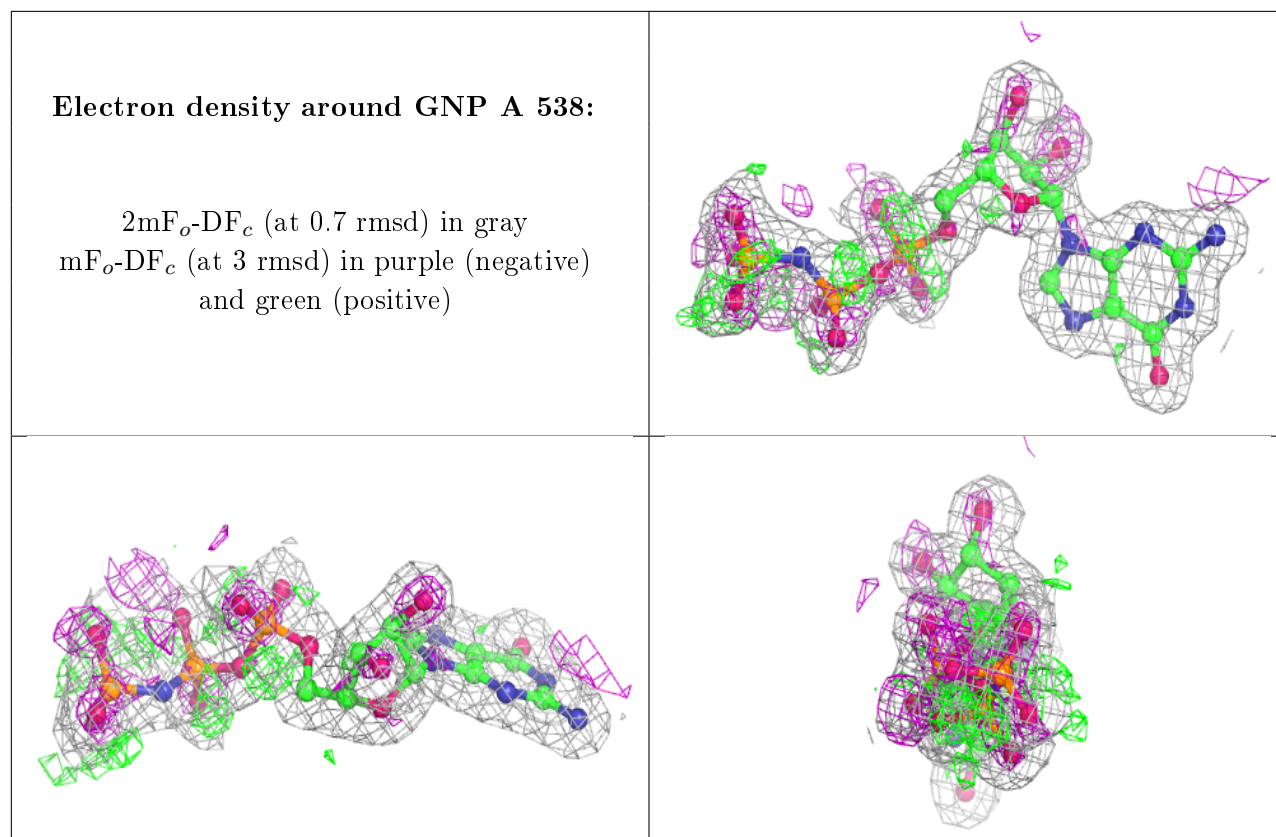 Electron density around GNP A 538:
2mFo-DFc (at 0.7 rmsd) in gray
mFo-DFc (at 3 rmsd) in purple (negative)
and green (positive)